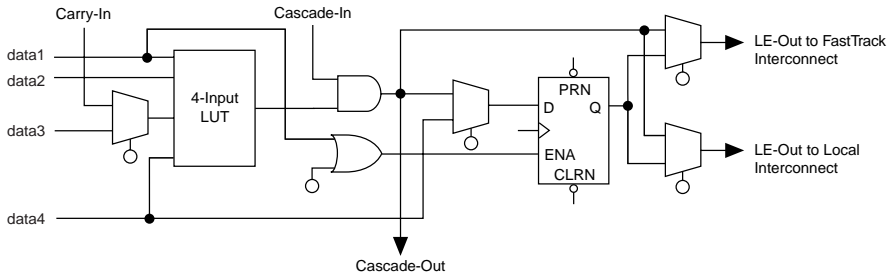 Carry-In
Cascade-In
data1
data2
data3
data4
4-Input
LUT
PRN
D
Q
ENA
CLRN
LE-Out to FastTrack
Interconnect
LE-Out to Local
Interconnect
Cascade-Out